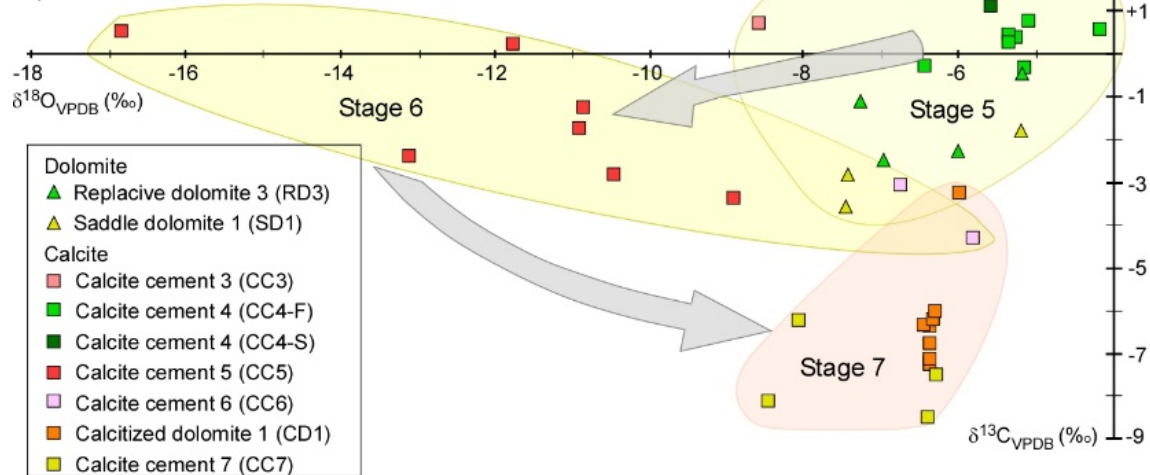 +1
-18 -16 -14 -12 -10 -8 -6
δ18OVPDB (‰)
Stage 6
Stage 5
-1
-3
-5
-7
-9
Stage 7
δ13CVPDB (‰)
Dolomite
Replacive dolomite 3 (RD3)
Saddle dolomite 1 (SD1)
Calcite
Calcite cement 3 (CC3)
Calcite cement 4 (CC4-F)
Calcite cement 4 (CC4-S)
Calcite cement 5 (CC5)
Calcite cement 6 (CC6)
Calcitized dolomite 1 (CD1)
Calcite cement 7 (CC7)